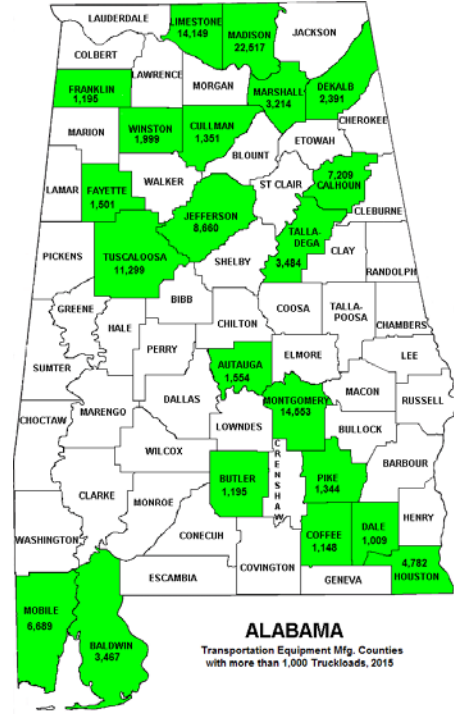 LAUDERDALE
LIMESTONE
14,149
MADISON
22,517
JACKSON
COLBERT
LAWRENCE
FRANKLIN
1,195
MORGAN
MARSHALL
3,214
DEKALB
2,391
CHEROKEE
MARION
WINSTON
1,999
CULLMAN
1,351
ETOWAH
BLOUNT
LAMAR
FAYETTE
1,501
WALKER
ST CLAIR
7,209
CALHOUN
CLEBURNE
JEFFERSON
8,660
TALLA-
DEGA
3,484
PICKENS
TUSCALOOSA
11,299
SHELBY
CLAY
RANDOLPH
GREENE
HALE
BIBB
CHILTON
COOSA
TALLA-
POOSA
CHAMBERS
SUMTER
PERRY
AUTAUGA
1,554
ELMORE
LEE
CHOCTAW
MARENGO
DALLAS
MONTGOMERY
14,553
MACON
RUSSELL
LOWNDES
BULLOCK
WILCOX
CRENSHAW
BARBOUR
CLARKE
MONROE
BUTLER
1,195
PIKE
1,344
WASHINGTON
CONECUH
COFFEE
1,148
DALE
1,009
HENRY
ESCAMBIA
COVINGTON
GENEVA
4,782
HOUSTON
MOBILE
6,689
BALDWIN
3,467
ALABAMA
Transportation Equipment Mfg. Counties
with more than 1,000 Truckloads, 2015